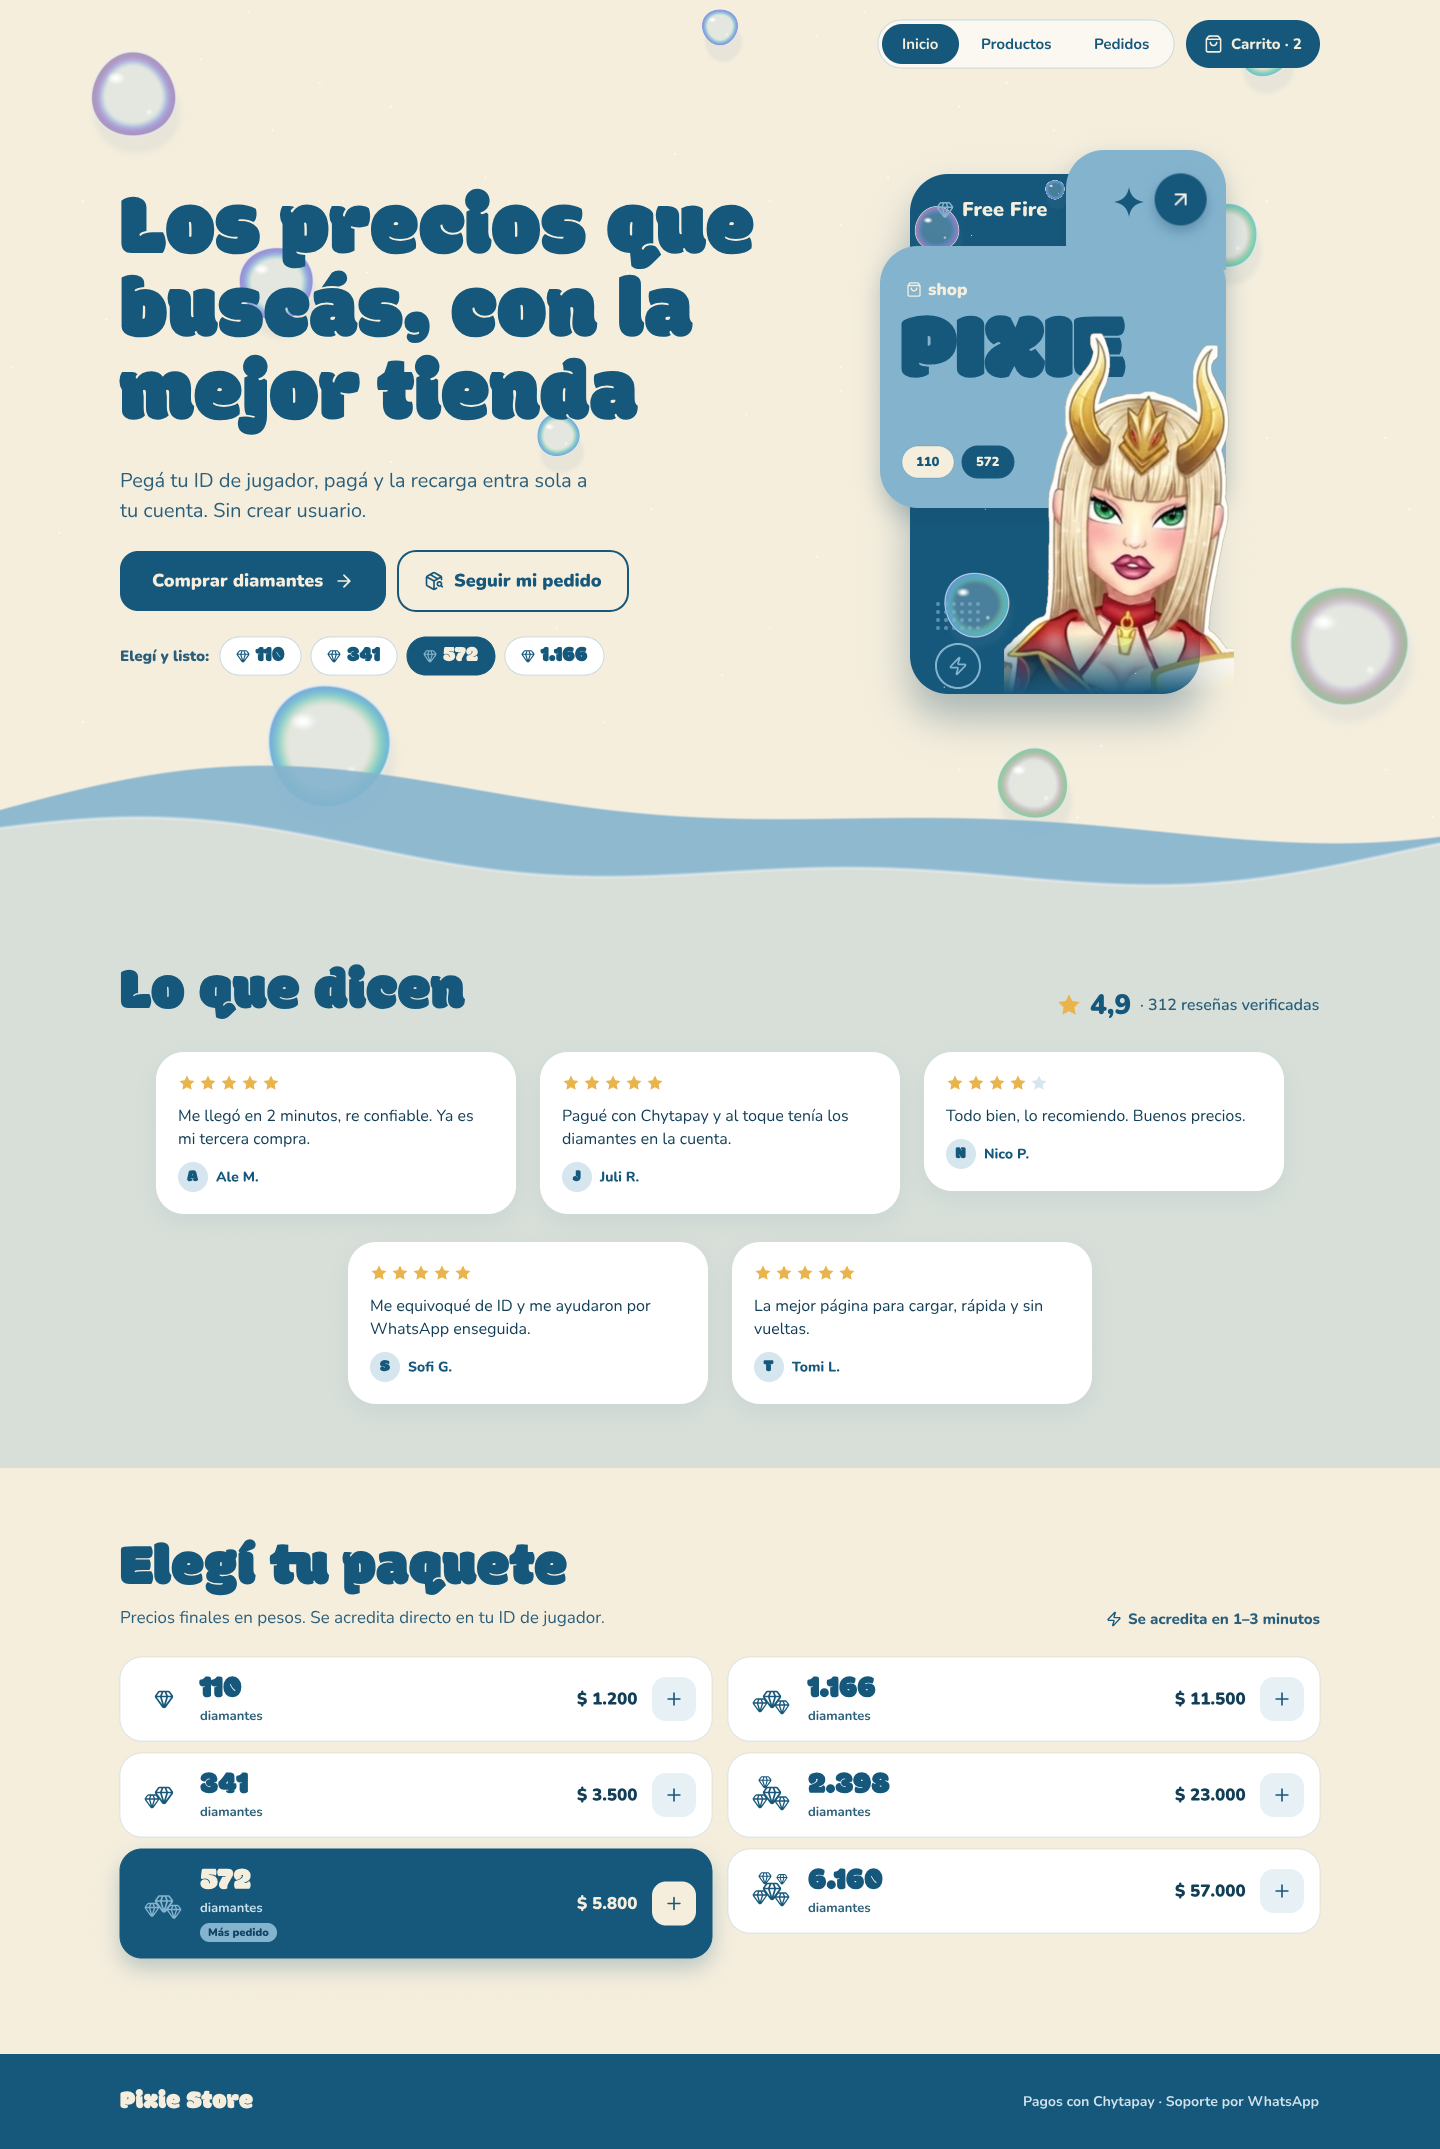 Inicio
Productos
Pedidos
Carrito · 2
Los precios que
buscás, con la
mejor tienda
Pegá tu ID de jugador, pagá y la recarga entra sola a
tu cuenta. Sin crear usuario.
Comprar diamantes
Seguir mi pedido
Elegí y listo:
110
341
572
1.166
Free Fire
shop
PIXIE
110
572
Lo que dicen
4,9 · 312 reseñas verificadas
Me llegó en 2 minutos, re confiable. Ya es
mi tercera compra.
A
Ale M.
Pagué con Chytapay y al toque tenía los
diamantes en la cuenta.
J
Juli R.
Todo bien, lo recomiendo. Buenos precios.
N
Nico P.
Me equivoqué de ID y me ayudaron por
WhatsApp enseguida.
S
Sofi G.
La mejor página para cargar, rápida y sin
vueltas.
T
Tomi L.
Elegí tu paquete
Precios finales en pesos. Se acredita directo en tu ID de jugador.
Se acredita en 1–3 minutos
110
diamantes
$ 1.200
1.166
diamantes
$ 11.500
341
diamantes
$ 3.500
2.398
diamantes
$ 23.000
572
diamantes
Más pedido
$ 5.800
6.160
diamantes
$ 57.000
Pixie Store
Pagos con Chytapay · Soporte por WhatsApp